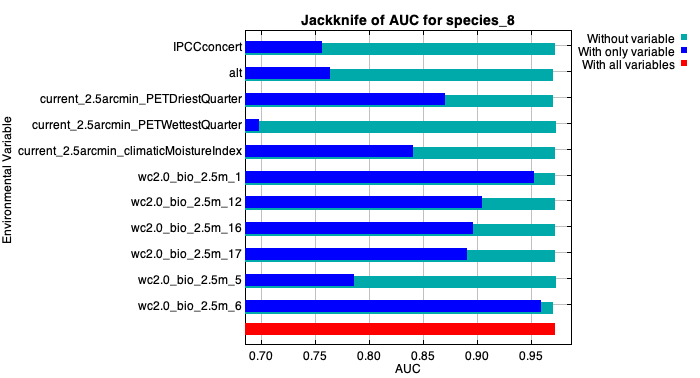 Jackknife of AUC for species_8
Without variable
With only variable
With all variables
Environmental Variable
IPCCconcert
alt
current_2.5arcmin_PETDriestQuarter
current_2.5arcmin_PETWettestQuarter
current_2.5arcmin_climaticMoistureIndex
wc2.0_bio_2.5m_1
wc2.0_bio_2.5m_12
wc2.0_bio_2.5m_16
wc2.0_bio_2.5m_17
wc2.0_bio_2.5m_5
wc2.0_bio_2.5m_6
0.70 0.75 0.80 0.85 0.90 0.95
AUC